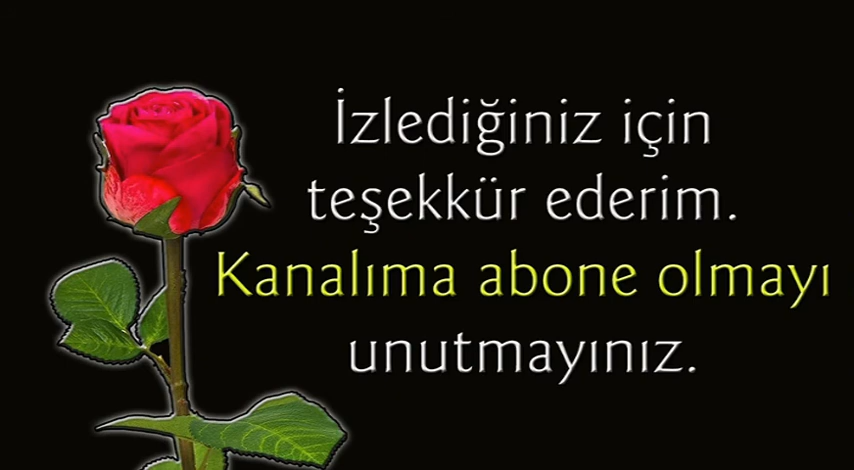 İzlediğiniz için
teşekkür ederim.
Kanalıma abone olmayı
unutmayınız.